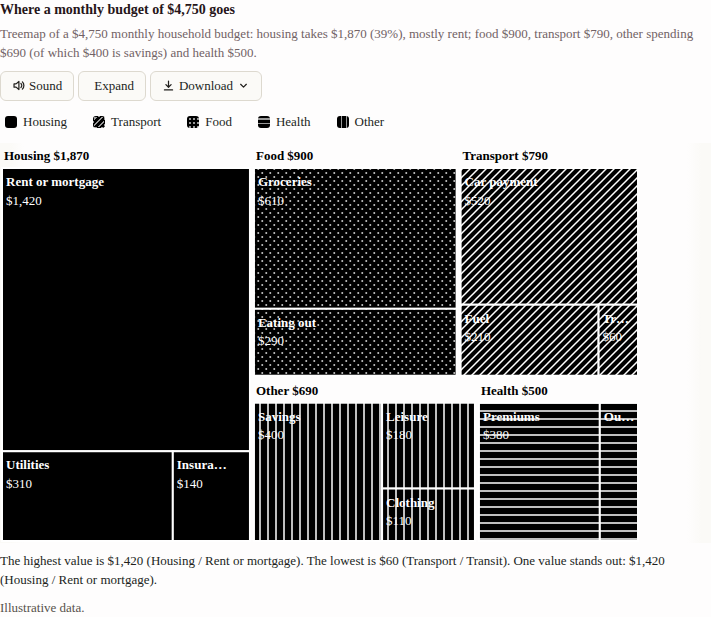 Where a monthly budget of $4,750 goes
Treemap of a $4,750 monthly household budget: housing takes $1,870 (39%), mostly rent; food $900, transport $790, other spending
$690 (of which $400 is savings) and health $500.
Sound Expand Download
Housing Transport Food Health Other
Housing $1,870
Rent or mortgage
$1,420
Utilities
$310
Insura…
$140
Food $900
Groceries
$610
Eating out
$290
Transport $790
Car payment
$520
Fuel
$210
Tr…
$60
Other $690
Savings
$400
Leisure
$180
Clothing
$110
Health $500
Premiums
$380
Ou…
The highest value is $1,420 (Housing / Rent or mortgage). The lowest is $60 (Transport / Transit). One value stands out: $1,420
(Housing / Rent or mortgage).
Illustrative data.